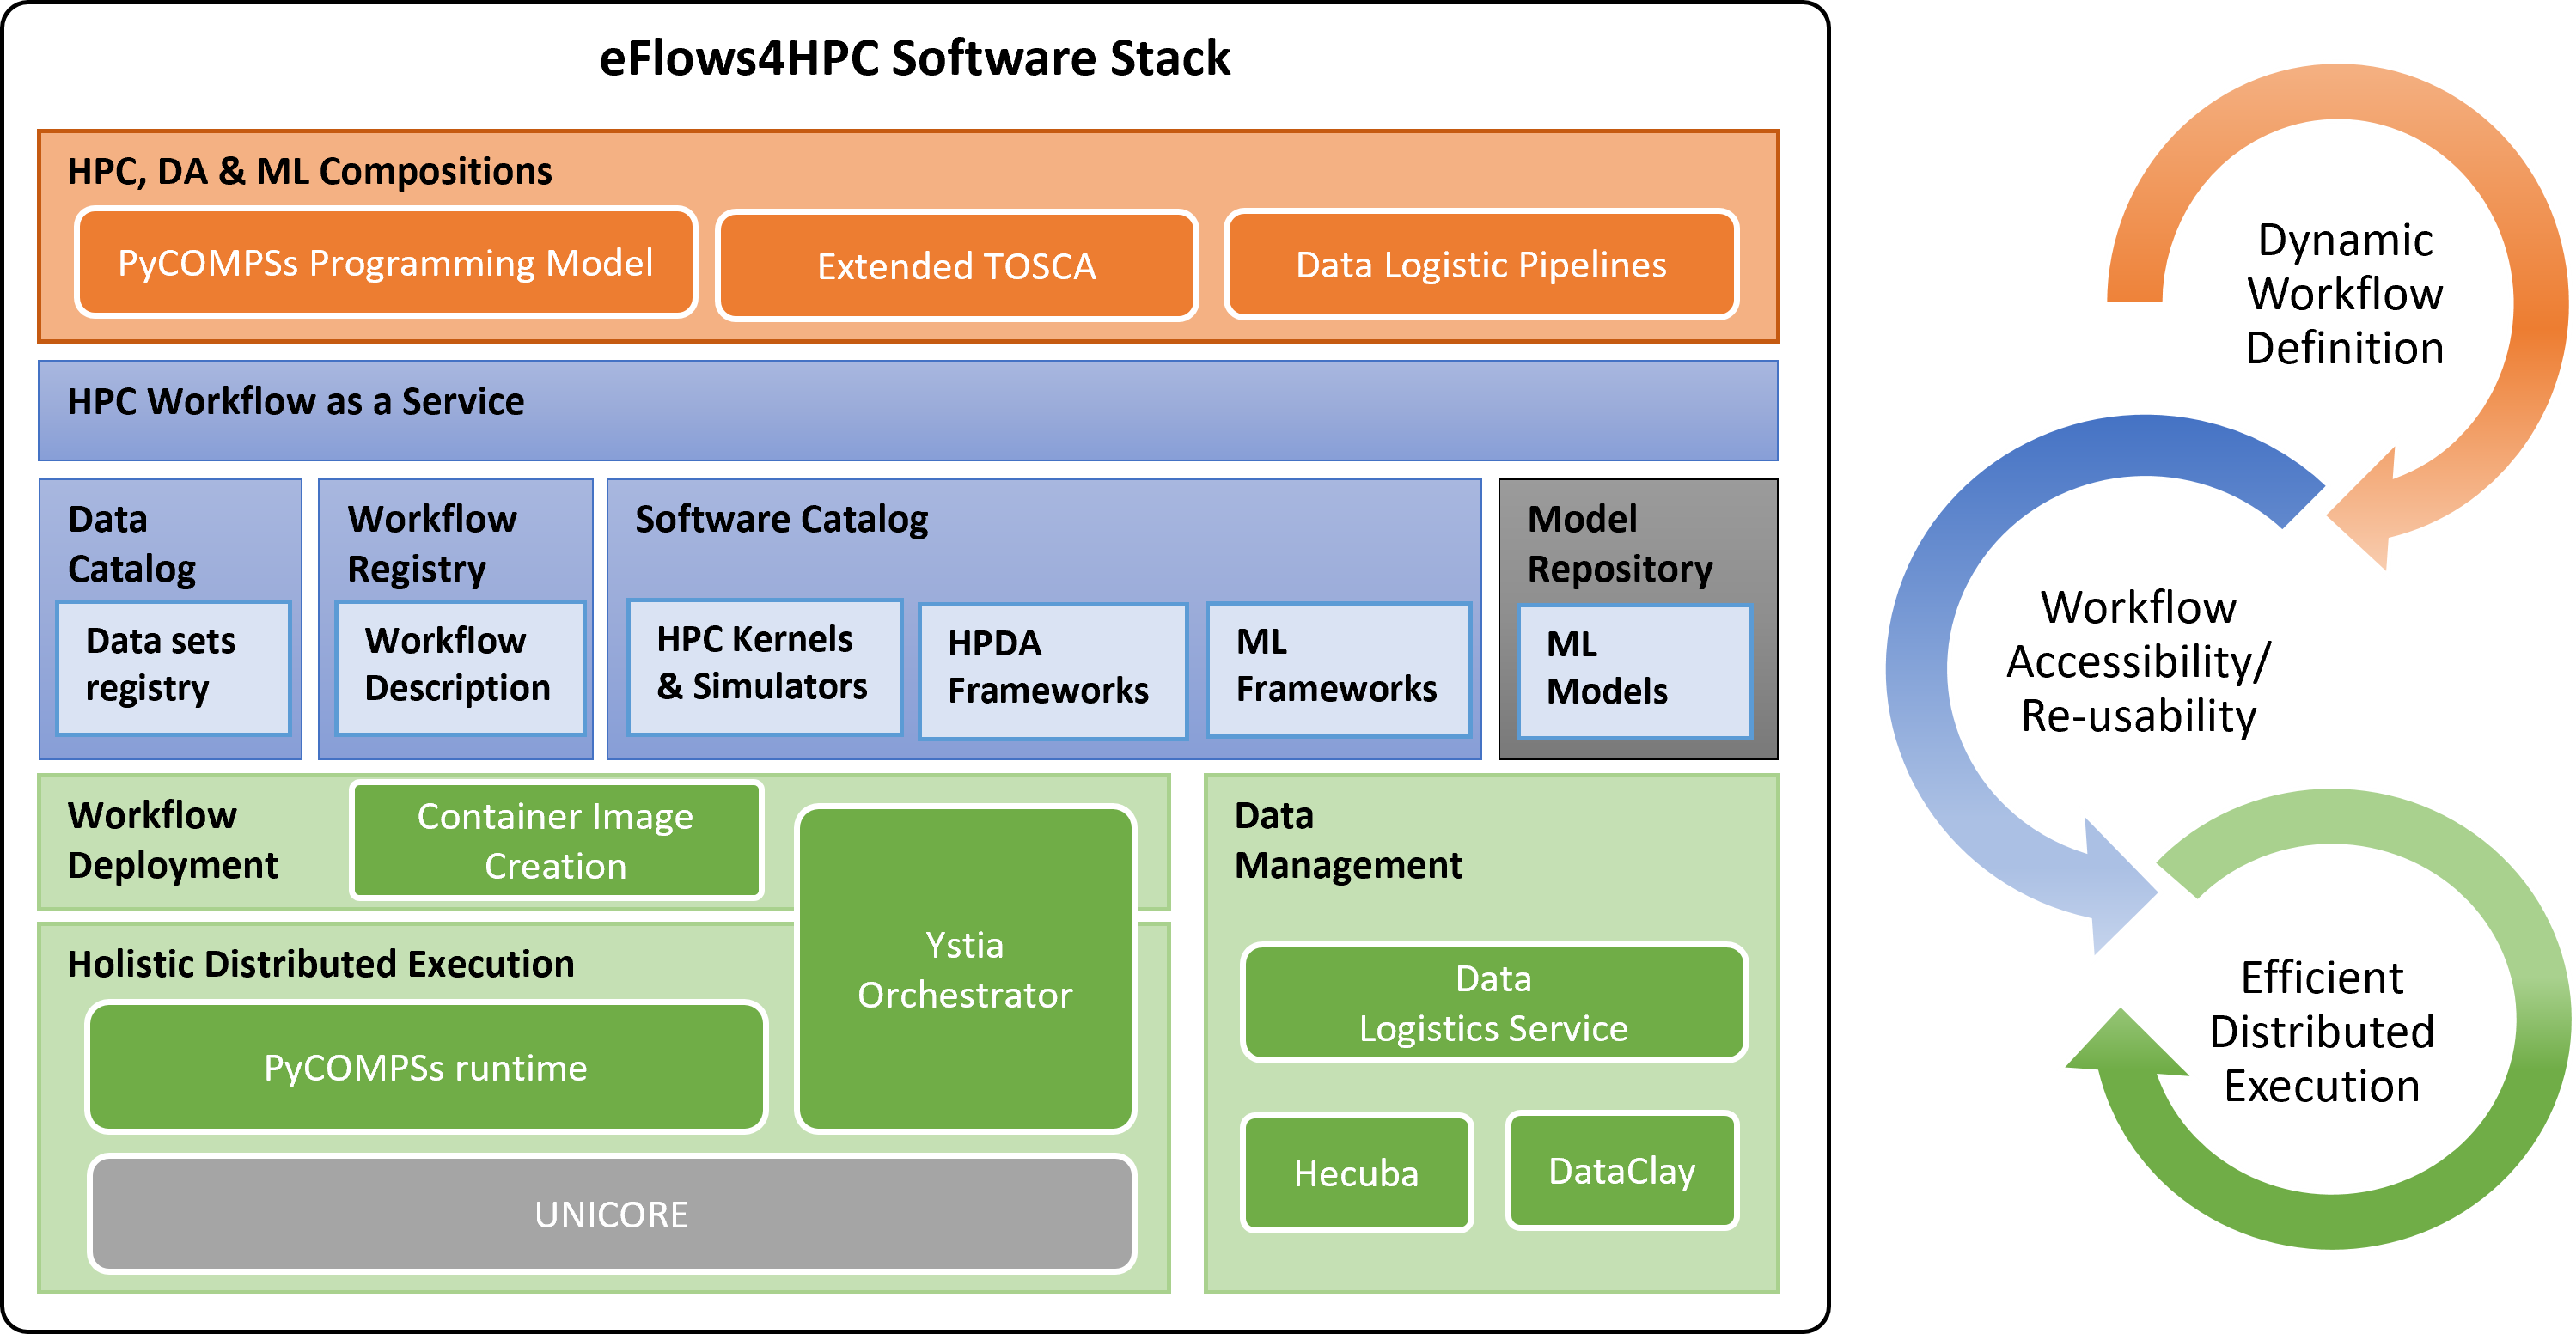 eFlows4HPC Software Stack
HPC, DA & ML Compositions
PyCOMPSs Programming Model
Extended TOSCA
Data Logistic Pipelines
HPC Workflow as a Service
Data
Catalog
Data sets
registry
Workflow
Registry
Workflow
Description
Software Catalog
HPC Kernels
& Simulators
HPDA
Frameworks
ML
Frameworks
Model
Repository
ML
Models
Workflow
Deployment
Container Image
Creation
Ystia
Orchestrator
Holistic Distributed Execution
PyCOMPSs runtime
UNICORE
Data
Management
Data
Logistics Service
Hecuba
DataClay
Dynamic
Workflow
Definition
Workflow
Accessibility/
Re-usability
Efficient
Distributed
Execution